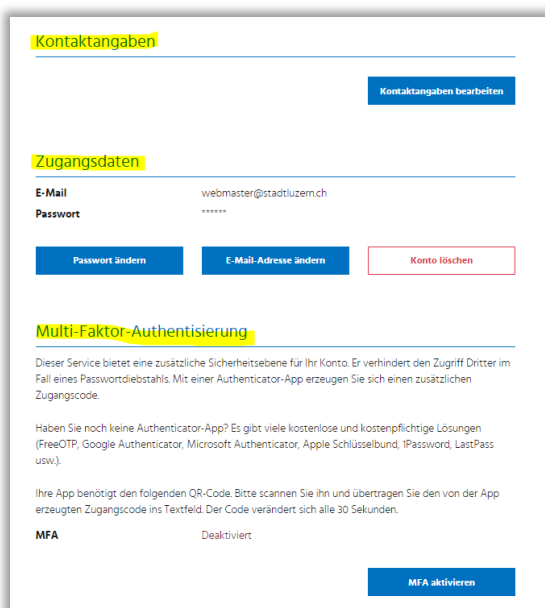 Kontaktangaben
Kontaktangaben bearbeiten
Zugangsdaten
E-Mail webmaster@stadtluzern.ch
Passwort ******
Passwort ändern E-Mail-Adresse ändern Konto löschen
Multi-Faktor-Authentisierung
Dieser Service bietet eine zusätzliche Sicherheitsebene für Ihr Konto. Er verhindert den Zugriff Dritter im
Fall eines Passwortdiebstahls. Mit einer Authenticator-App erzeugen Sie sich einen zusätzlichen
Zugangscode.
Haben Sie noch keine Authenticator-App? Es gibt viele kostenlose und kostenpflichtige Lösungen
(FreeOTP, Google Authenticator, Microsoft Authenticator, Apple Schlüsselbund, 1Password, LastPass
usw.).
Ihre App benötigt den folgenden QR-Code. Bitte scannen Sie ihn und übertragen Sie den von der App
erzeugten Zugangscode ins Textfeld. Der Code verändert sich alle 30 Sekunden.
MFA Deaktiviert
MFA aktivieren